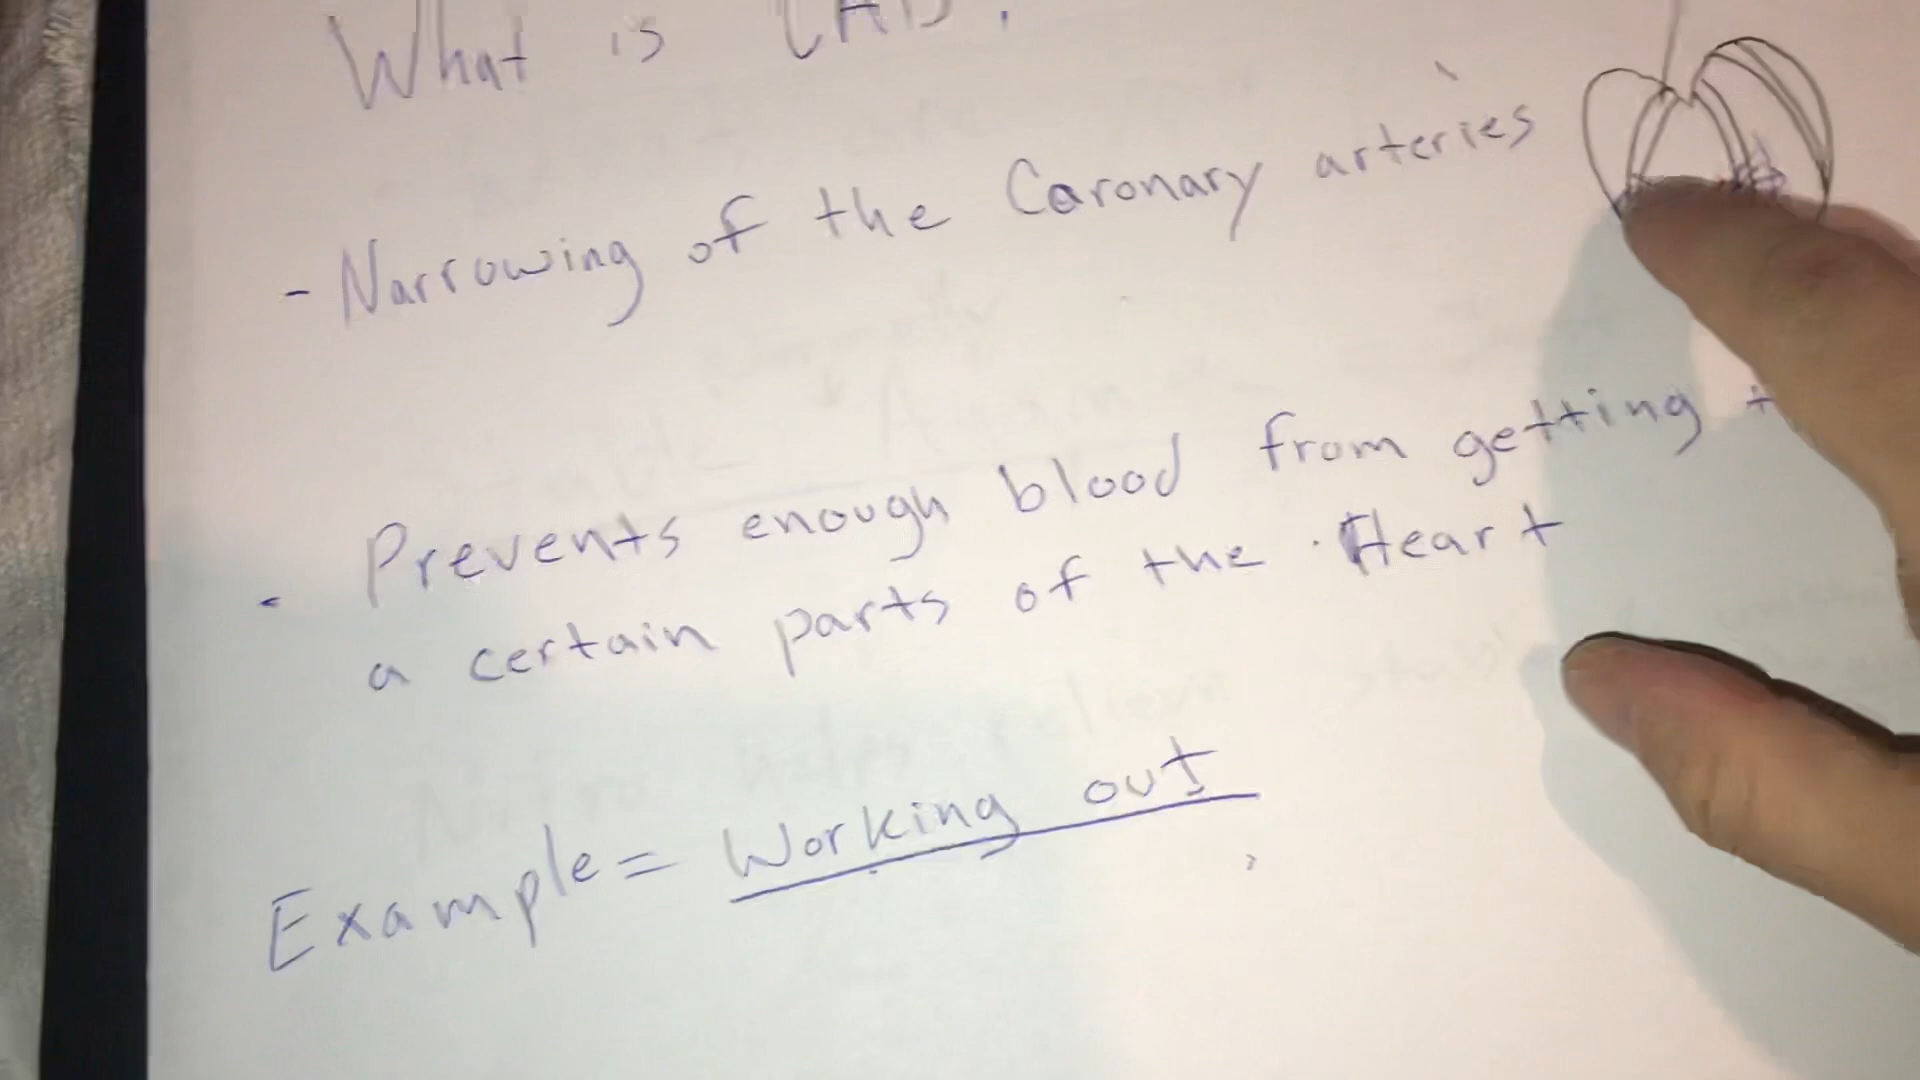 What is CAD?
- Narrowing of the Caronary arteries
- Prevents enough blood from getting
a certain parts of the Heart
Example = Working out